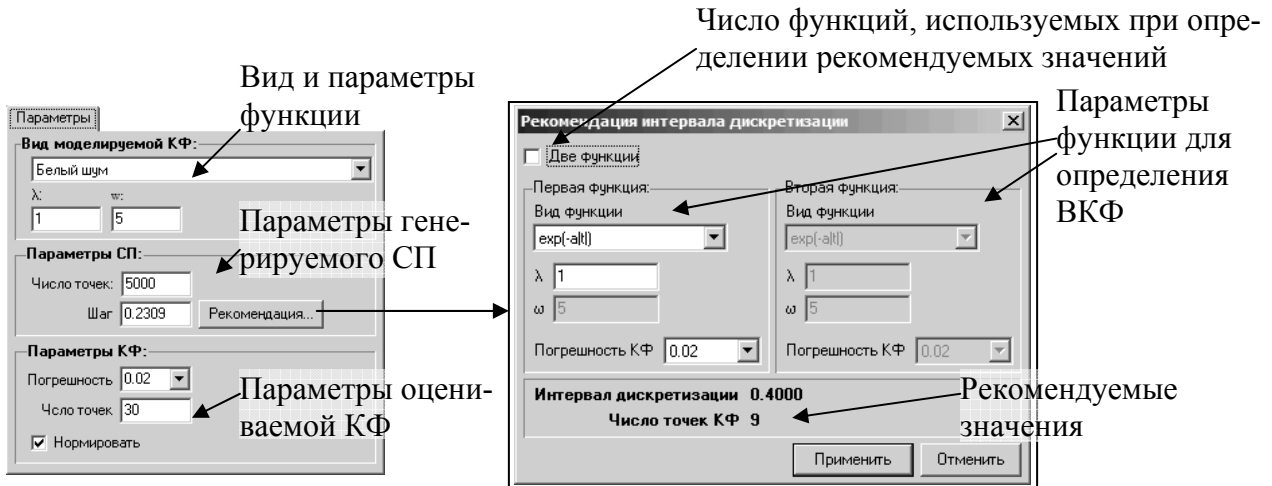 Число функций, используемых при опре-
делении рекомендуемых значений
Вид и параметры
функции
Параметры
функции для
определения
ВКФ
Параметры
Вид моделируемой КФ:
Белый шум
λ: w:
1 5
Параметры гене-
рируемого СП
Параметры СП:
Число точек: 5000
Шаг 0.2309 Рекомендация...
Параметры КФ:
Погрешность 0.02
Чсло точек 30
Нормировать
Параметры оцени-
ваемой КФ
Рекомендация интервала дискретизации
Две функции
Первая функция:
Вид функции
exp(-a|t|)
λ 1
ω 5
Погрешность КФ 0.02
Вторая функция:
Вид функции
exp(-a|t|)
λ 1
ω 5
Погрешность КФ 0.02
Интервал дискретизации 0.4000
Число точек КФ 9
Рекомендуемые
значения
Применить Отменить